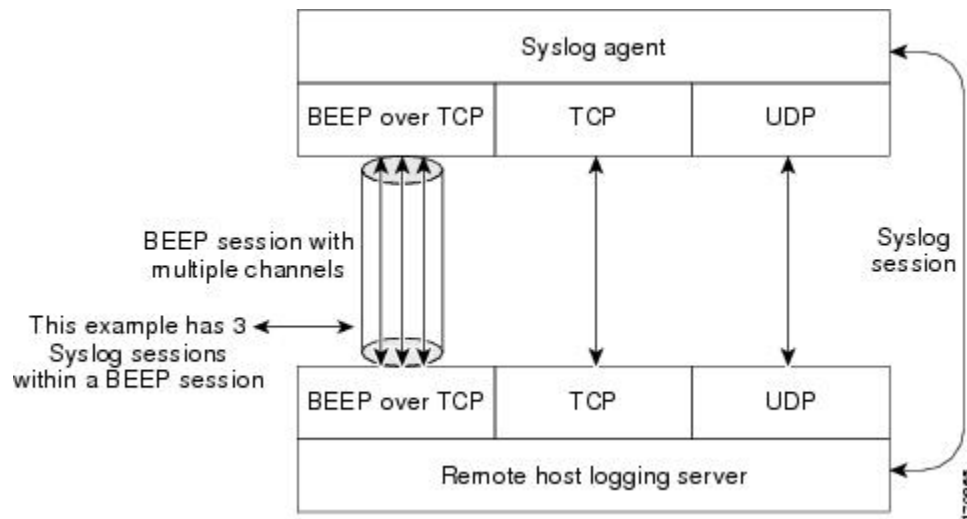 Syslog agent
BEEP over TCP
TCP
UDP
BEEP session with
multiple channels
Syslog
session
This example has 3
Syslog sessions
within a BEEP session
BEEP over TCP
TCP
UDP
Remote host logging server